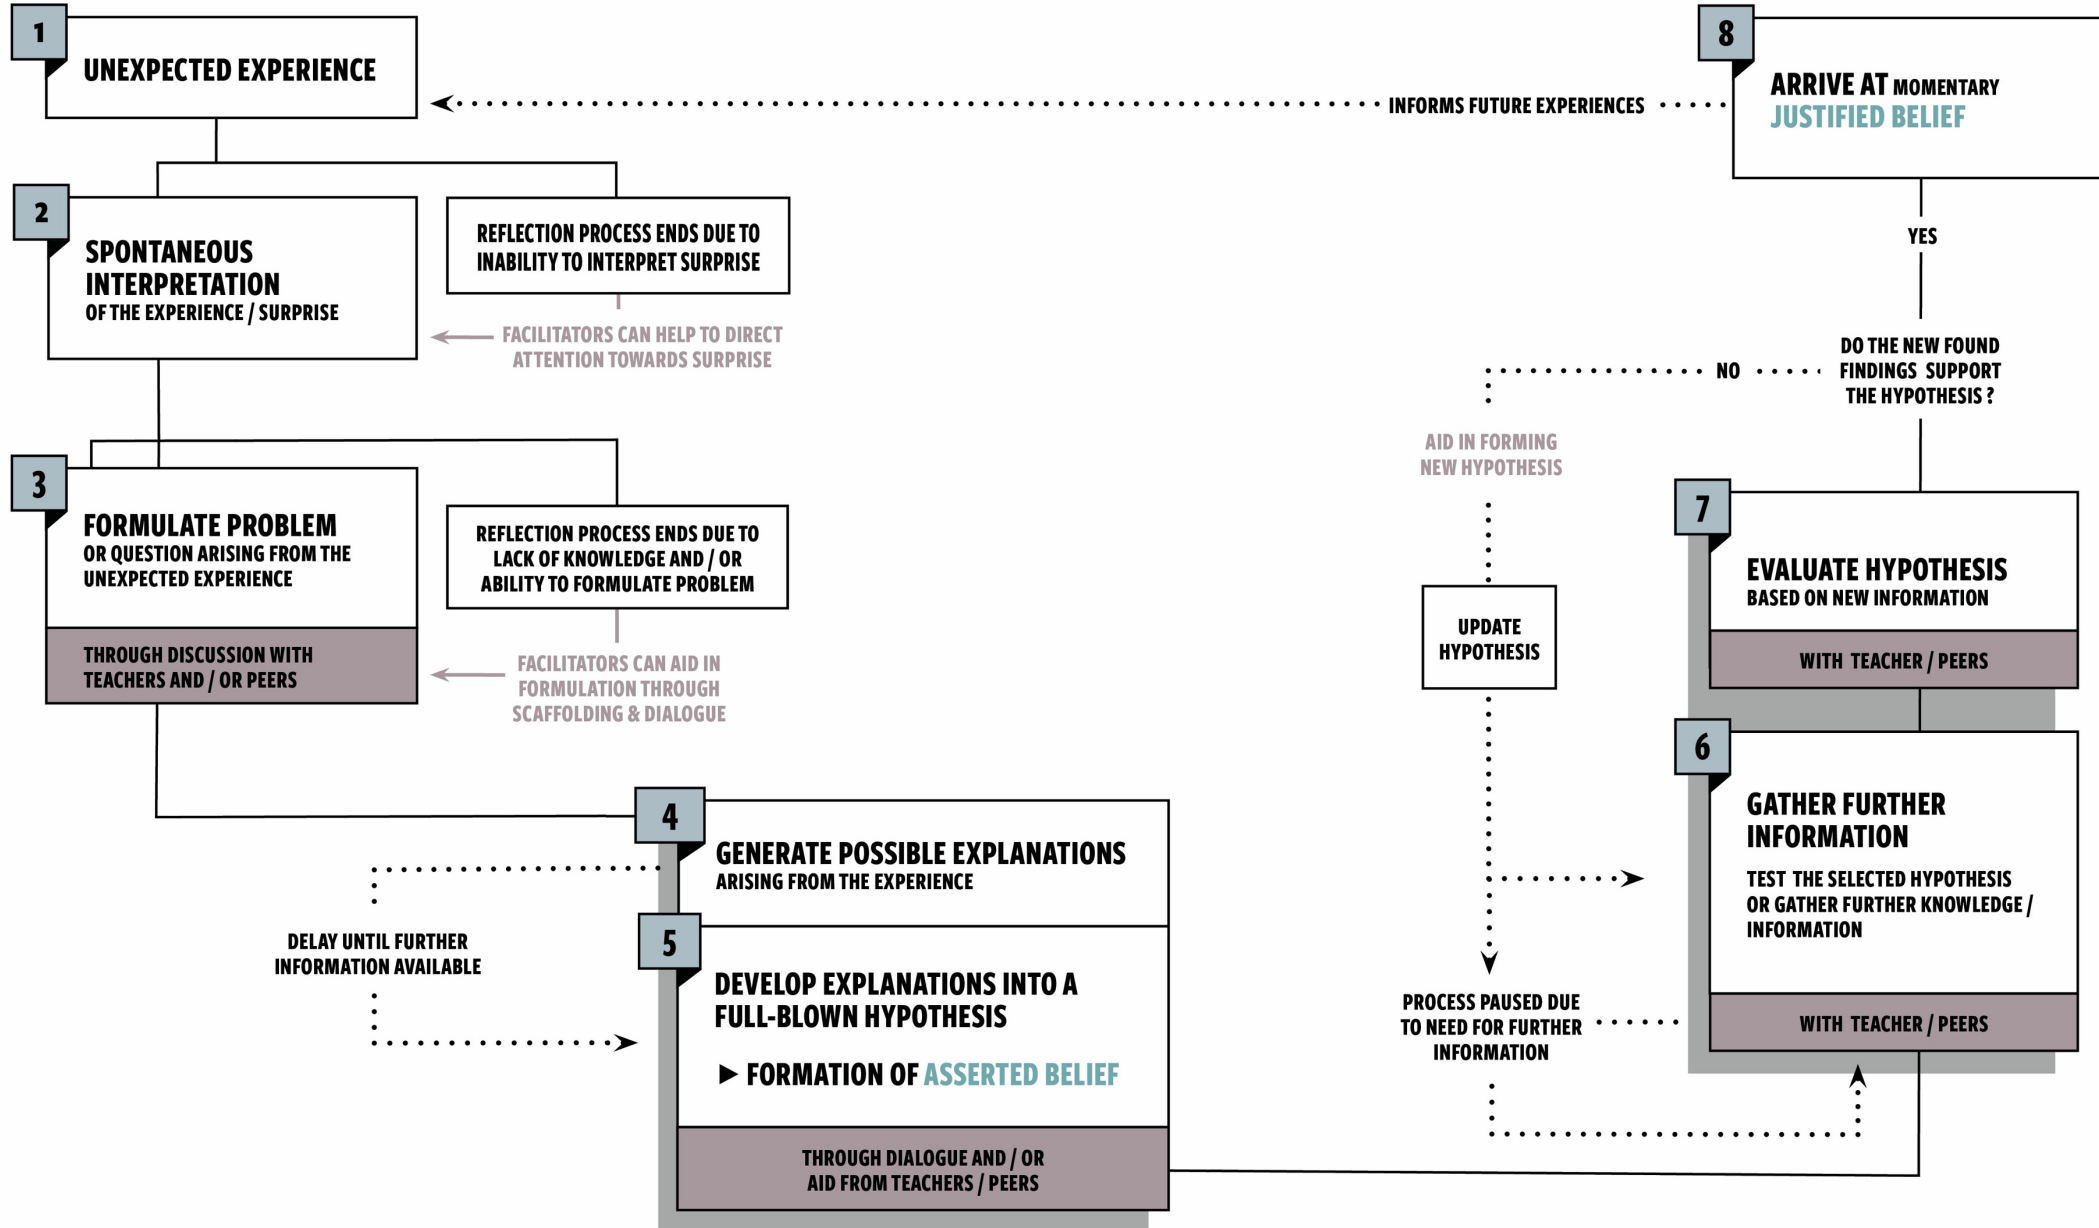 1
UNEXPECTED EXPERIENCE
2
SPONTANEOUS
INTERPRETATION
OF THE EXPERIENCE / SURPRISE
REFLECTION PROCESS ENDS DUE TO
INABILITY TO INTERPRET SURPRISE
FACILITATORS CAN HELP TO DIRECT
ATTENTION TOWARDS SURPRISE
3
FORMULATE PROBLEM
OR QUESTION ARISING FROM THE
UNEXPECTED EXPERIENCE
THROUGH DISCUSSION WITH
TEACHERS AND / OR PEERS
REFLECTION PROCESS ENDS DUE TO
LACK OF KNOWLEDGE AND / OR
ABILITY TO FORMULATE PROBLEM
FACILITATORS CAN AID IN
FORMULATION THROUGH
SCAFFOLDING & DIALOGUE
4
GENERATE POSSIBLE EXPLANATIONS
ARISING FROM THE EXPERIENCE
DELAY UNTIL FURTHER
INFORMATION AVAILABLE
5
DEVELOP EXPLANATIONS INTO A
FULL-BLOWN HYPOTHESIS
▶ FORMATION OF ASSERTED BELIEF
THROUGH DIALOGUE AND / OR
AID FROM TEACHERS / PEERS
6
GATHER FURTHER
INFORMATION
TEST THE SELECTED HYPOTHESIS
OR GATHER FURTHER KNOWLEDGE /
INFORMATION
WITH TEACHER / PEERS
PROCESS PAUSED DUE
TO NEED FOR FURTHER
INFORMATION
7
EVALUATE HYPOTHESIS
BASED ON NEW INFORMATION
WITH TEACHER / PEERS
DO THE NEW FOUND
FINDINGS SUPPORT
THE HYPOTHESIS ?
NO
AID IN FORMING
NEW HYPOTHESIS
UPDATE
HYPOTHESIS
YES
8
ARRIVE AT MOMENTARY
JUSTIFIED BELIEF
INFORMS FUTURE EXPERIENCES